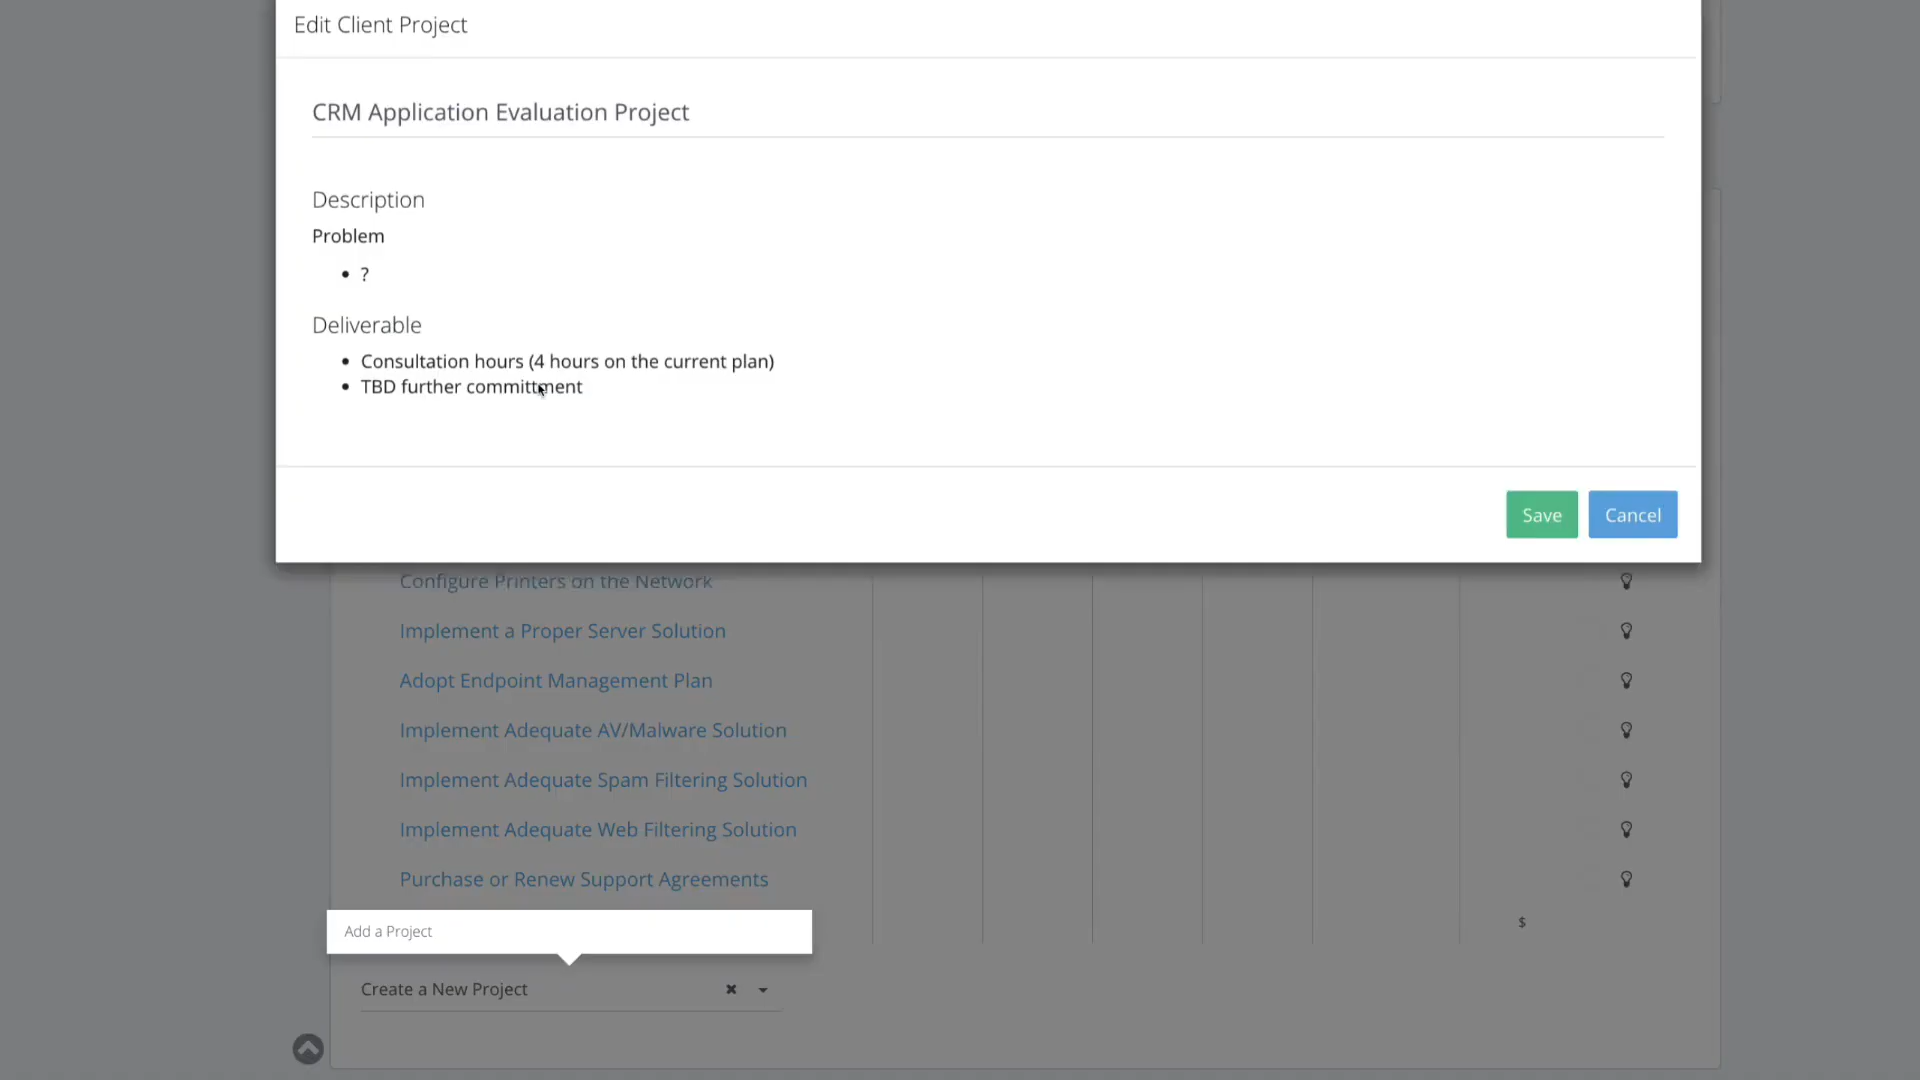 Edit Client Project
CRM Application Evaluation Project
Description
Problem
• ?
Deliverable
• Consultation hours (4 hours on the current plan)
• TBD further committment
Save Cancel
Configure Printers on the Network
Implement a Proper Server Solution
Adopt Endpoint Management Plan
Implement Adequate AV/Malware Solution
Implement Adequate Spam Filtering Solution
Implement Adequate Web Filtering Solution
Purchase or Renew Support Agreements
$
Add a Project
Create a New Project